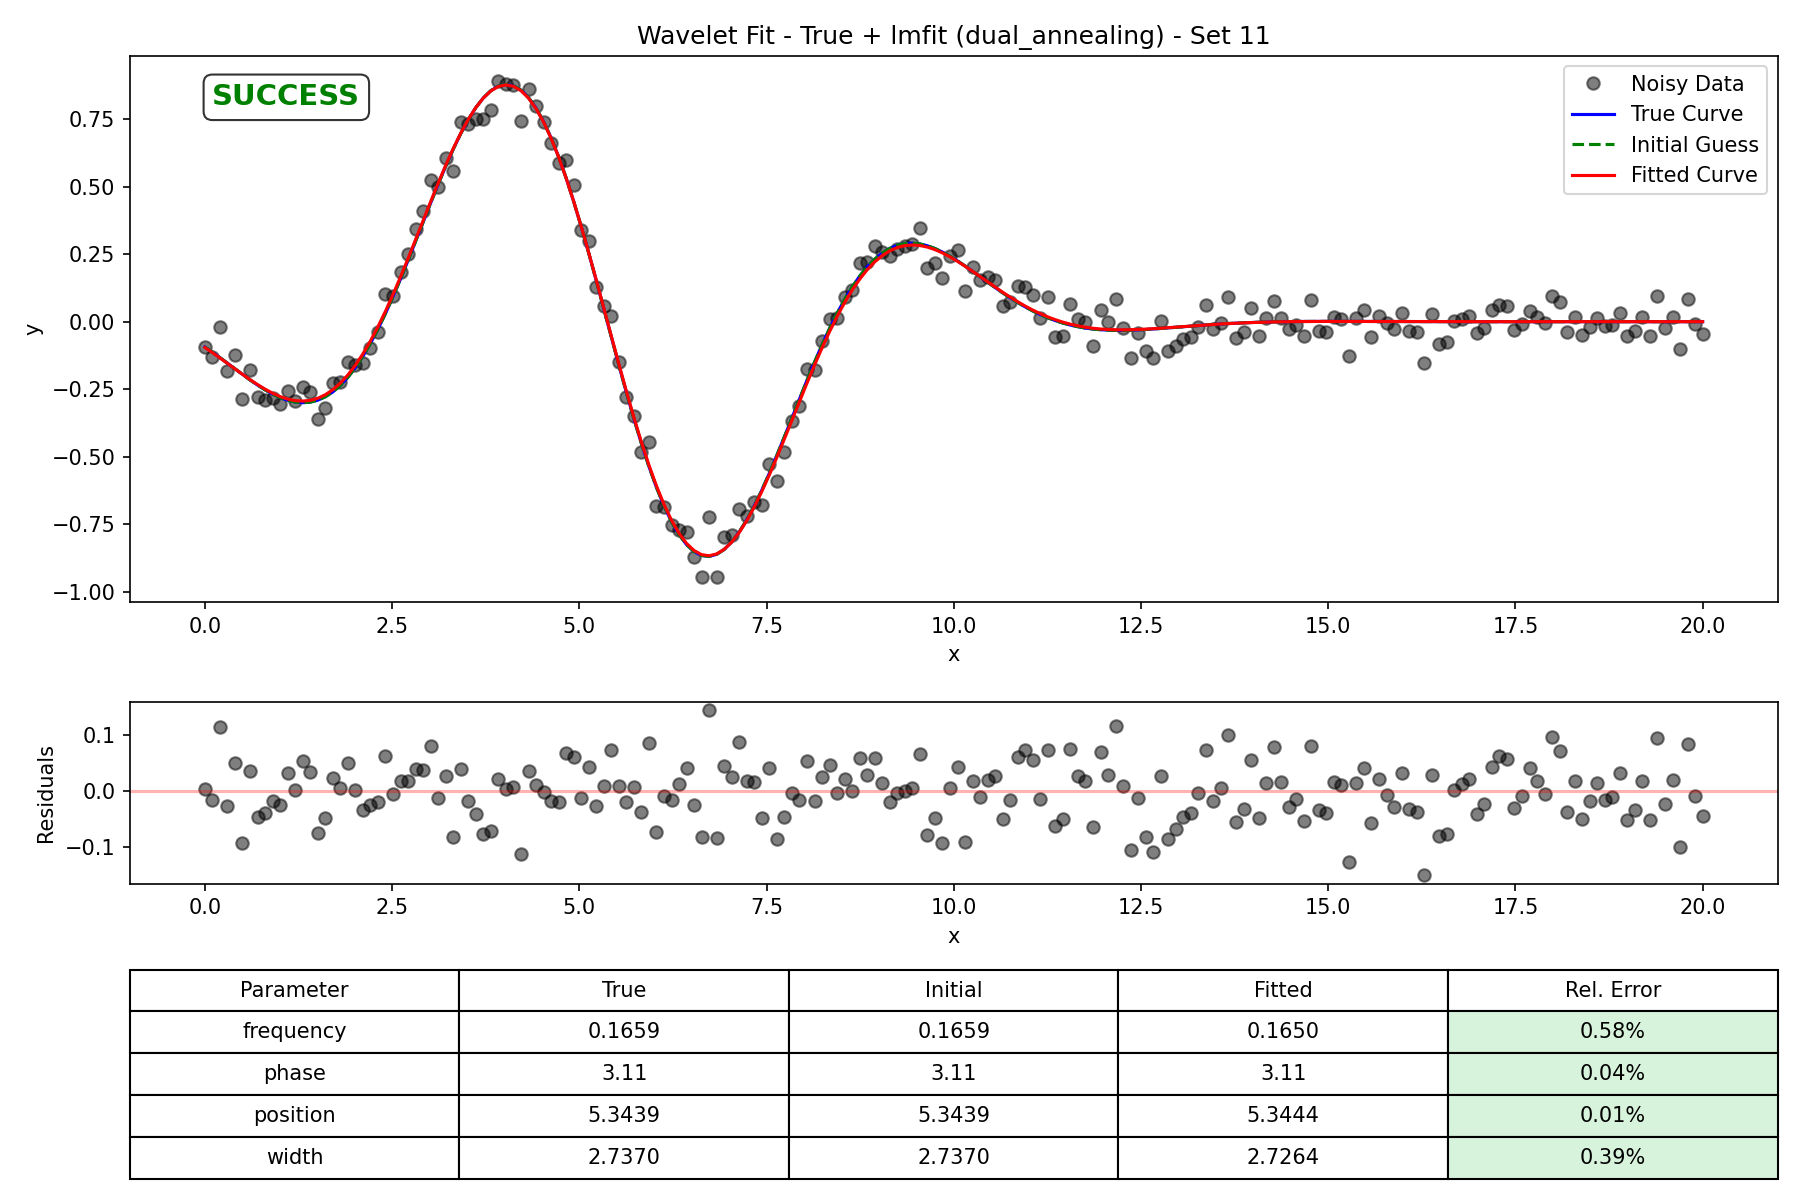 Wavelet Fit - True + lmfit (dual_annealing) - Set 11
SUCCESS
Noisy Data
True Curve
Initial Guess
Fitted Curve
y
0.75
0.50
0.25
0.00
−0.25
−0.50
−0.75
−1.00
0.0 2.5 5.0 7.5 10.0 12.5 15.0 17.5 20.0
x
Residuals
0.1
0.0
−0.1
0.0 2.5 5.0 7.5 10.0 12.5 15.0 17.5 20.0
x
Parameter True Initial Fitted Rel. Error
frequency 0.1659 0.1659 0.1650 0.58%
phase 3.11 3.11 3.11 0.04%
position 5.3439 5.3439 5.3444 0.01%
width 2.7370 2.7370 2.7264 0.39%